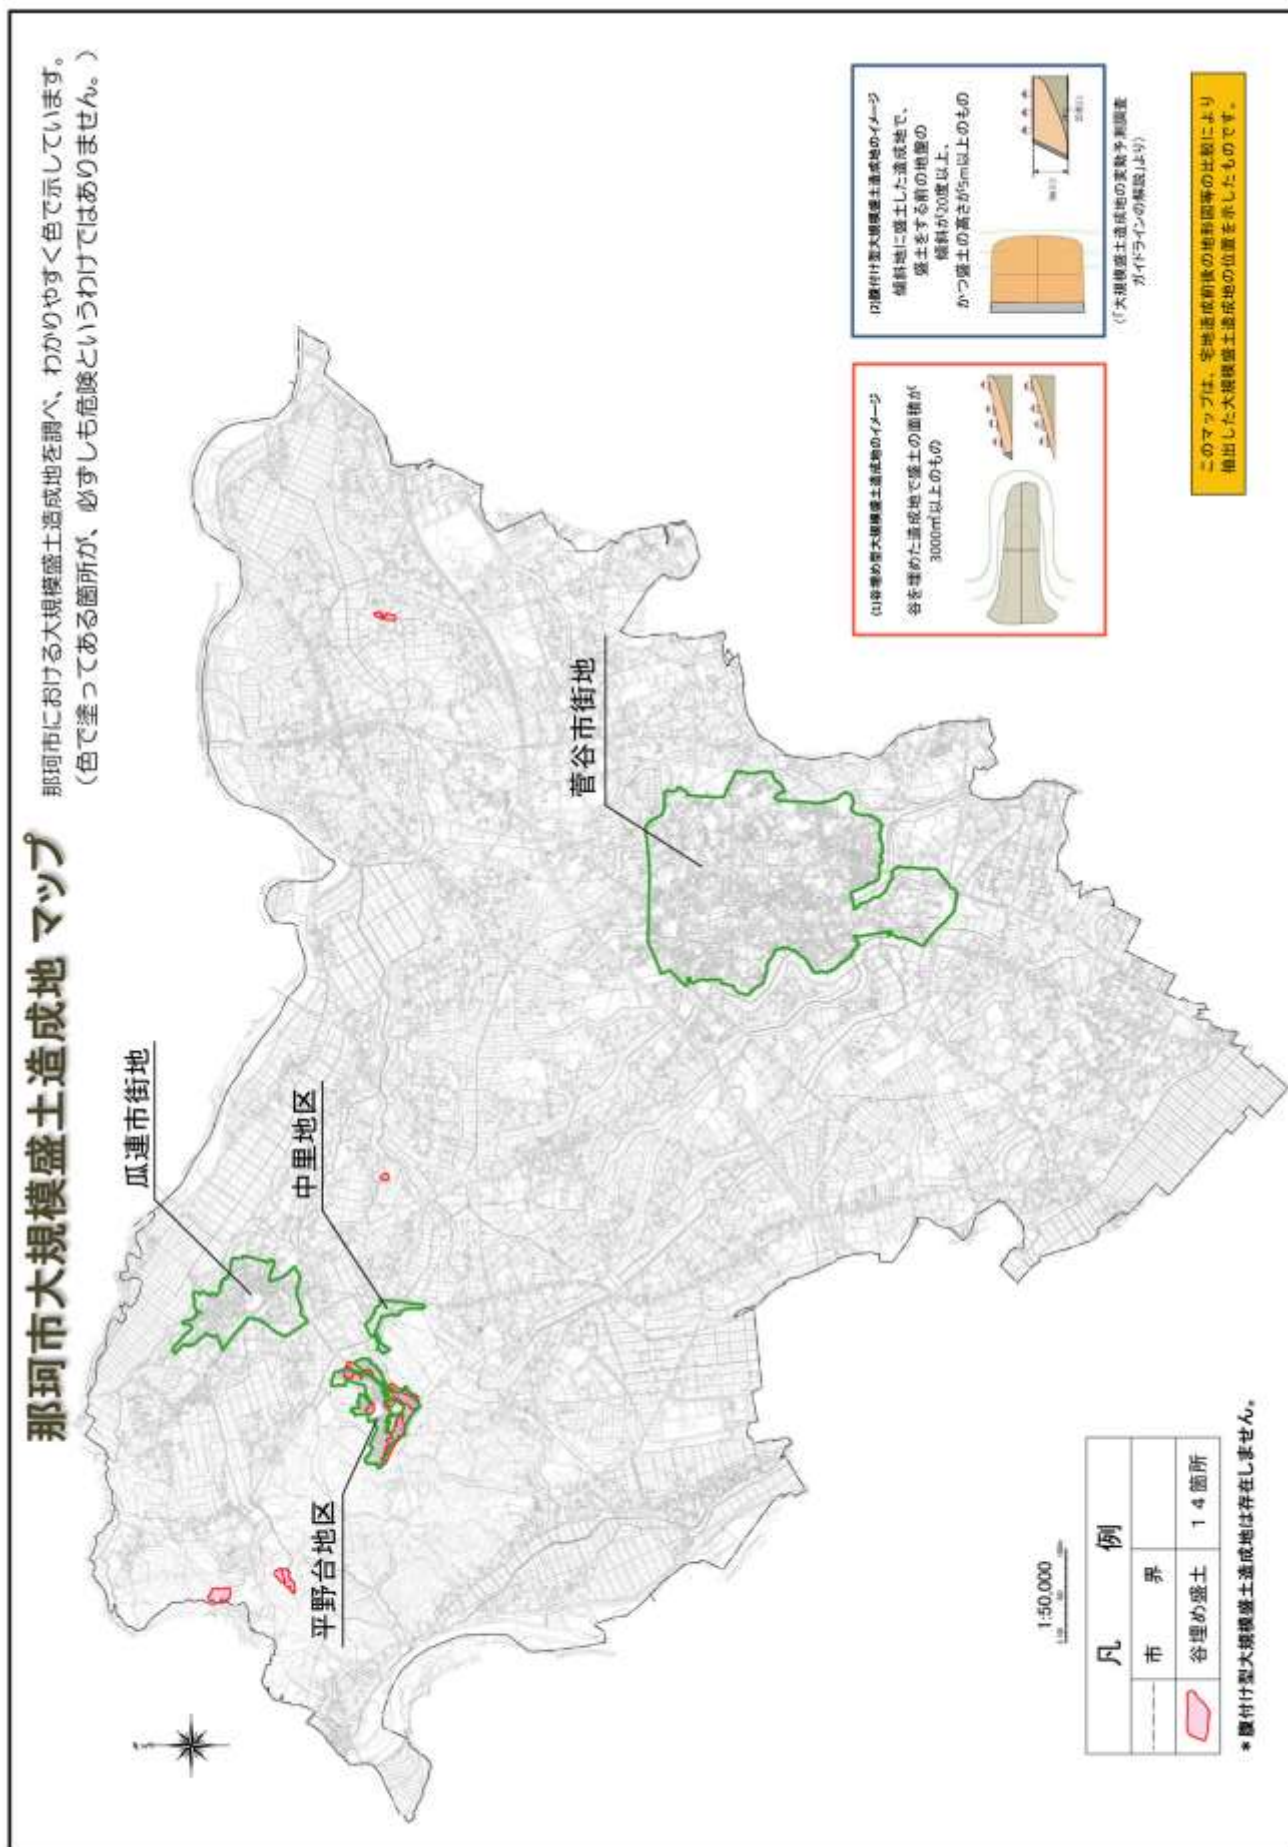 那珂市大規模盛土造成地 マップ
那珂市における大規模盛土造成地を調べ、わかりやすく色で示しています。
（色で塗ってある箇所が、必ずしも危険というわけではありません。）
瓜連市街地
中里地区
平野台地区
菅谷市街地
(1)谷埋め型大規模盛土造成地のイメージ
谷を埋めた造成地で盛土の面積が
3000㎡以上のもの
(2)腹付け型大規模盛土造成地のイメージ
傾斜地に盛土した造成地で、
盛土をする前の地盤の
傾斜が20度以上、
かつ盛土の高さが5m以上のもの
(「大規模盛土造成地の変動予測調査
ガイドラインの解説」より)
このマップは、宅地造成前後の地形図等の比較により
抽出した大規模盛土造成地の位置を示したものです。
1:50,000
凡 例
市 界
谷埋め盛土 14箇所
＊腹付け型大規模盛土造成地は存在しません。